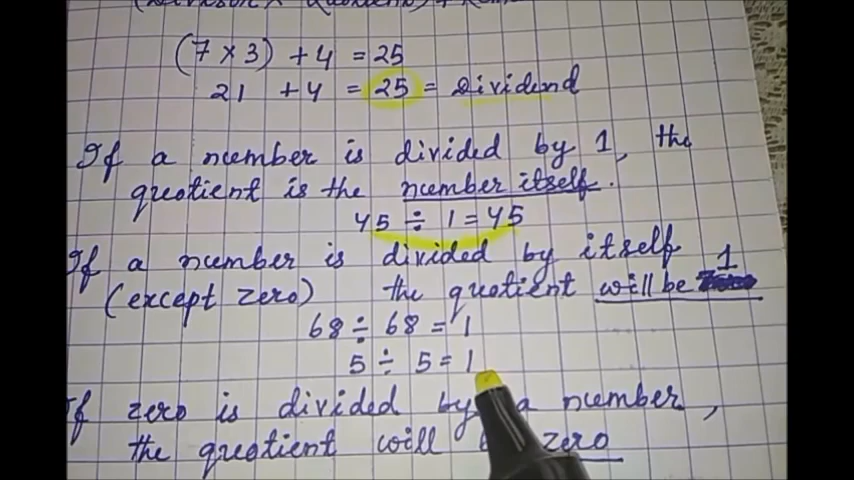 (7 × 3) + 4 = 25
21 + 4 = 25 = Dividend
If a number is divided by 1, the
quotient is the number itself.
45 ÷ 1 = 45
If a number is divided by itself
(except zero) the quotient will be 1
68 ÷ 68 = 1
5 ÷ 5 = 1
If zero is divided by a number,
the quotient will zero